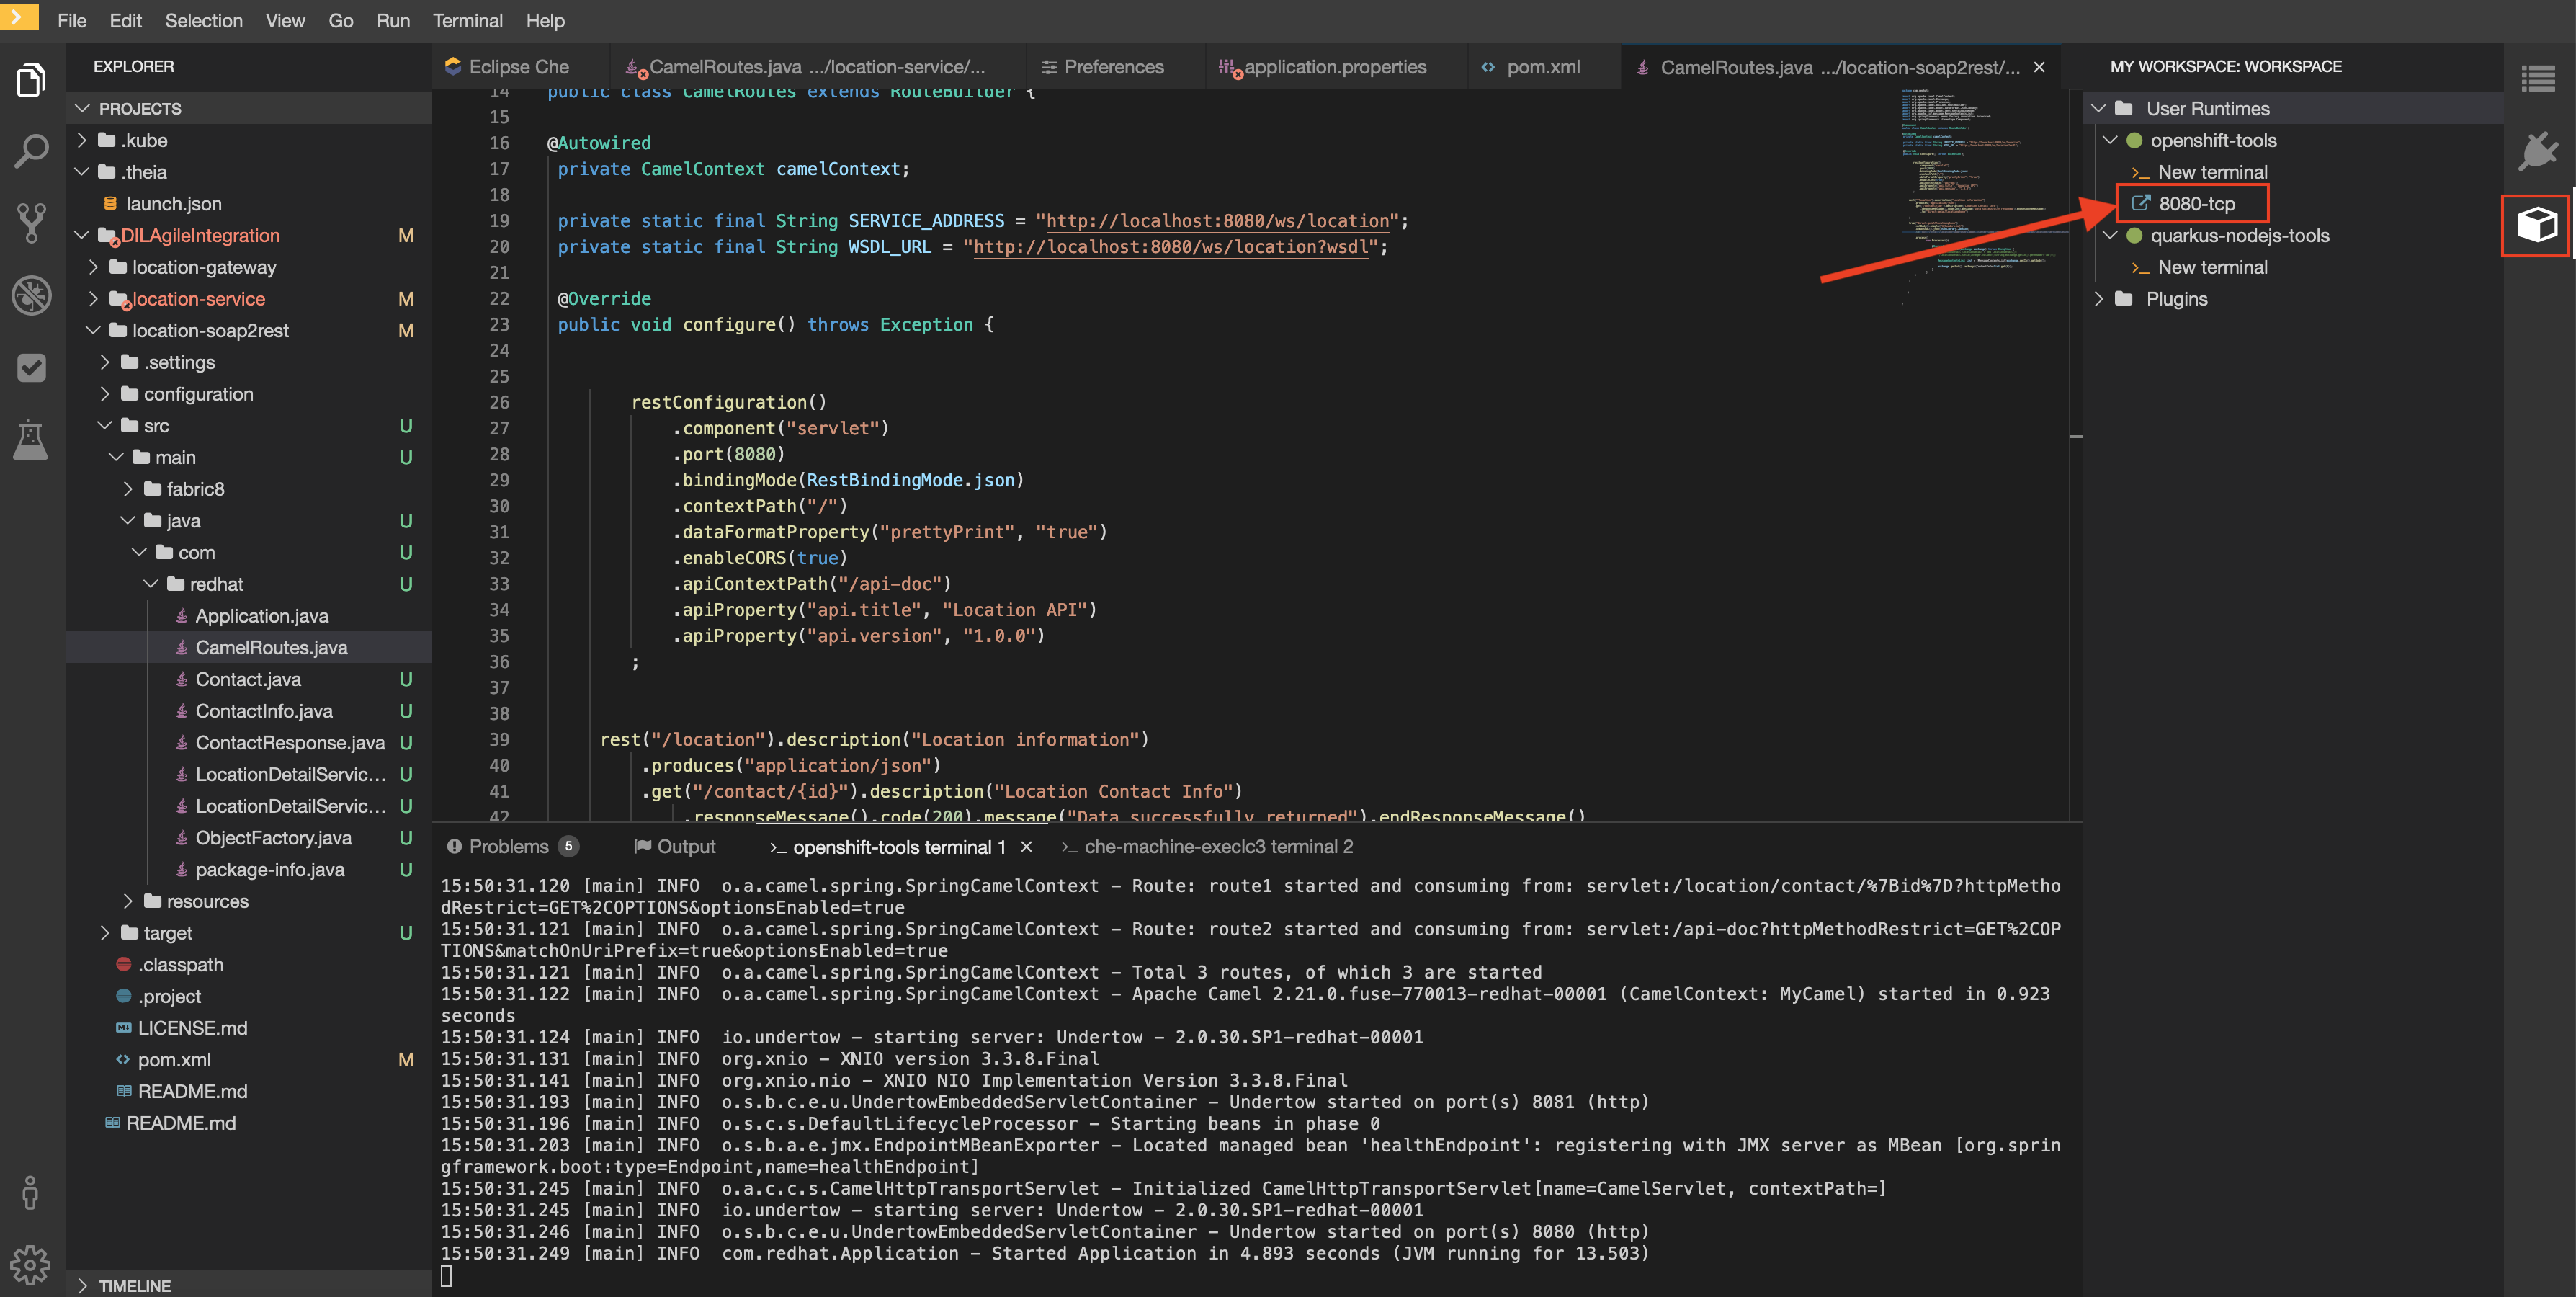 File Edit Selection View Go Run Terminal Help
EXPLORER
PROJECTS
.kube
.theia
launch.json
DILAgileIntegration M
location-gateway
location-service M
location-soap2rest M
.settings
configuration
src U
main U
fabric8
java U
com U
redhat U
Application.java
CamelRoutes.java
Contact.java U
ContactInfo.java U
ContactResponse.java U
LocationDetailServic... U
LocationDetailServic... U
ObjectFactory.java U
package-info.java U
resources
target U
.classpath
.project
LICENSE.md
pom.xml M
README.md
README.md
TIMELINE
Eclipse Che CamelRoutes.java .../location-service/... Preferences application.properties pom.xml CamelRoutes.java .../location-soap2rest/...
14 public class CamelRoutes extends RouteBuilder {
15
16 @Autowired
17 private CamelContext camelContext;
18
19 private static final String SERVICE_ADDRESS = "http://localhost:8080/ws/location";
20 private static final String WSDL_URL = "http://localhost:8080/ws/location?wsdl";
21
22 @Override
23 public void configure() throws Exception {
24
25
26 restConfiguration()
27 .component("servlet")
28 .port(8080)
29 .bindingMode(RestBindingMode.json)
30 .contextPath("/")
31 .dataFormatProperty("prettyPrint", "true")
32 .enableCORS(true)
33 .apiContextPath("/api-doc")
34 .apiProperty("api.title", "Location API")
35 .apiProperty("api.version", "1.0.0")
36 ;
37
38
39 rest("/location").description("Location information")
40 .produces("application/json")
41 .get("/contact/{id}").description("Location Contact Info")
42 .responseMessage().code(200).message("Data successfully returned").endResponseMessage()
Problems 5 Output >_ openshift-tools terminal 1 >_ che-machine-execlc3 terminal 2
15:50:31.120 [main] INFO o.a.camel.spring.SpringCamelContext – Route: route1 started and consuming from: servlet:/location/contact/%7Bid%7D?httpMetho
dRestrict=GET%2COPTIONS&optionsEnabled=true
15:50:31.121 [main] INFO o.a.camel.spring.SpringCamelContext – Route: route2 started and consuming from: servlet:/api-doc?httpMethodRestrict=GET%2COP
TIONS&matchOnUriPrefix=true&optionsEnabled=true
15:50:31.121 [main] INFO o.a.camel.spring.SpringCamelContext – Total 3 routes, of which 3 are started
15:50:31.122 [main] INFO o.a.camel.spring.SpringCamelContext – Apache Camel 2.21.0.fuse-770013-redhat-00001 (CamelContext: MyCamel) started in 0.923
seconds
15:50:31.124 [main] INFO io.undertow – starting server: Undertow – 2.0.30.SP1-redhat-00001
15:50:31.131 [main] INFO org.xnio – XNIO version 3.3.8.Final
15:50:31.141 [main] INFO org.xnio.nio – XNIO NIO Implementation Version 3.3.8.Final
15:50:31.193 [main] INFO o.s.b.c.e.u.UndertowEmbeddedServletContainer – Undertow started on port(s) 8081 (http)
15:50:31.196 [main] INFO o.s.c.s.DefaultLifecycleProcessor – Starting beans in phase 0
15:50:31.203 [main] INFO o.s.b.a.e.jmx.EndpointMBeanExporter – Located managed bean 'healthEndpoint': registering with JMX server as MBean [org.sprin
gframework.boot:type=Endpoint,name=healthEndpoint]
15:50:31.245 [main] INFO o.a.c.c.s.CamelHttpTransportServlet – Initialized CamelHttpTransportServlet[name=CamelServlet, contextPath=]
15:50:31.245 [main] INFO io.undertow – starting server: Undertow – 2.0.30.SP1-redhat-00001
15:50:31.246 [main] INFO o.s.b.c.e.u.UndertowEmbeddedServletContainer – Undertow started on port(s) 8080 (http)
15:50:31.249 [main] INFO com.redhat.Application – Started Application in 4.893 seconds (JVM running for 13.503)
MY WORKSPACE: WORKSPACE
User Runtimes
openshift-tools
>_ New terminal
8080-tcp
quarkus-nodejs-tools
>_ New terminal
Plugins